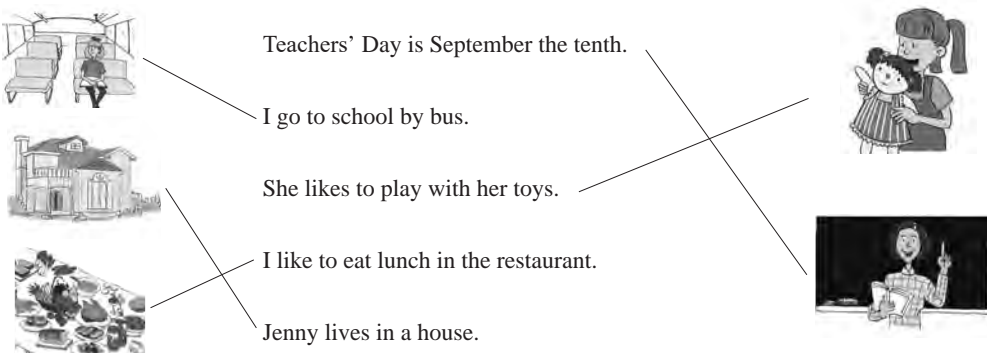 Teachers’ Day is September the tenth.
I go to school by bus.
She likes to play with her toys.
I like to eat lunch in the restaurant.
Jenny lives in a house.